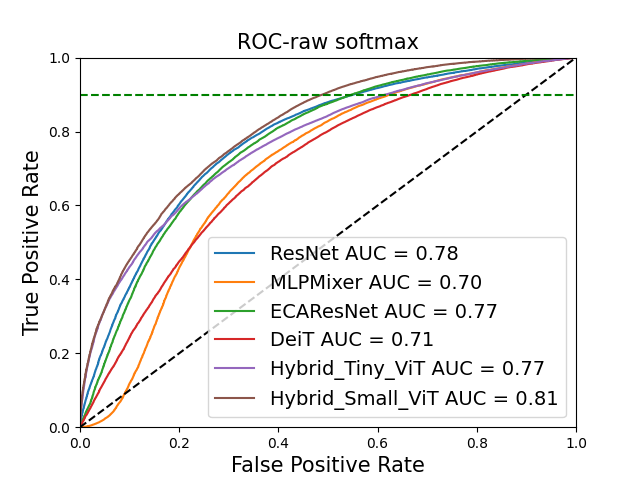 ROC-raw softmax
True Positive Rate
1.0
0.8
0.6
0.4
0.2
0.0
ResNet AUC = 0.78
MLPMixer AUC = 0.70
ECAResNet AUC = 0.77
DeiT AUC = 0.71
Hybrid_Tiny_ViT AUC = 0.77
Hybrid_Small_ViT AUC = 0.81
0.0 0.2 0.4 0.6 0.8 1.0
False Positive Rate